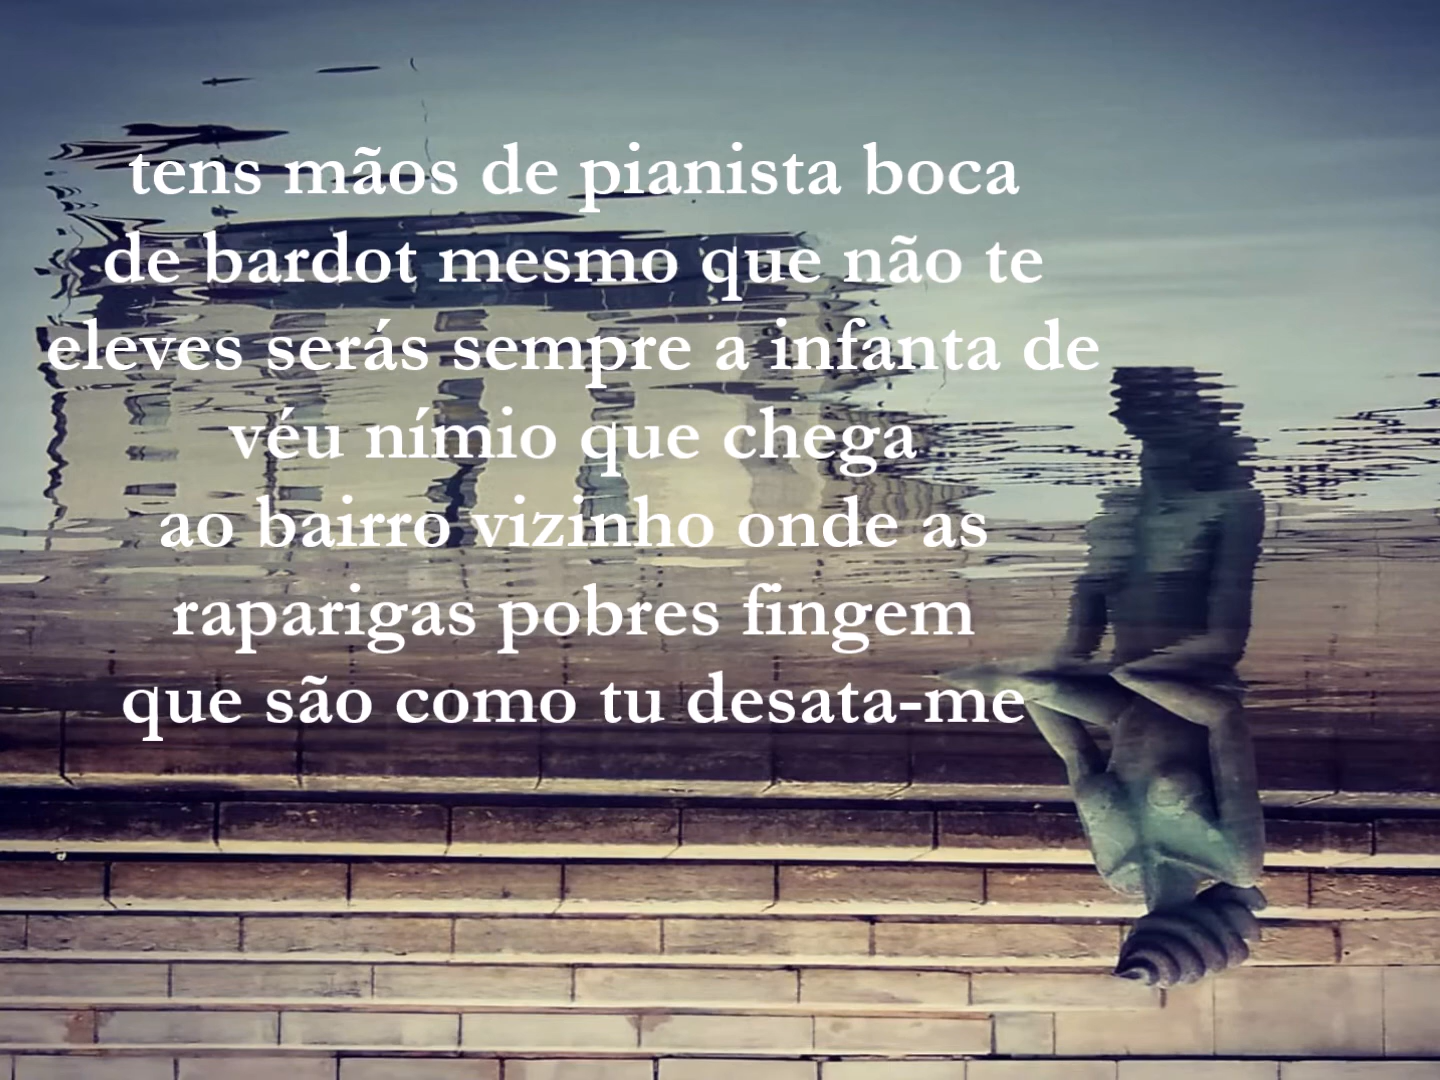 tens mãos de pianista boca
de bardot mesmo que não te
eleves serás sempre a infanta de
véu nímio que chega
ao bairro vizinho onde as
raparigas pobres fingem
que são como tu desata-me